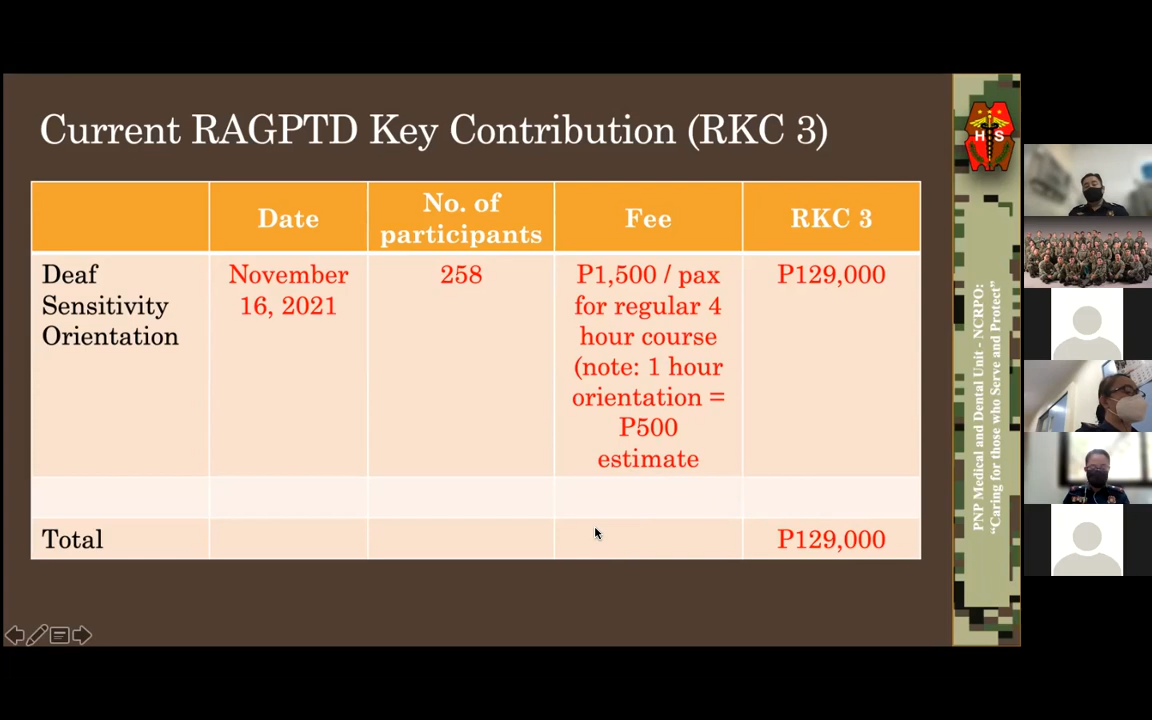 Current RAGPTD Key Contribution (RKC 3)
Date
No. of
participants
Fee
RKC 3
Deaf
Sensitivity
Orientation
November
16, 2021
258
P1,500 / pax
for regular 4
hour course
(note: 1 hour
orientation =
P500
estimate
P129,000
Total
P129,000
H S
PNP Medical and Dental Unit - NCRPO:
“Caring for those who Serve and Protect”